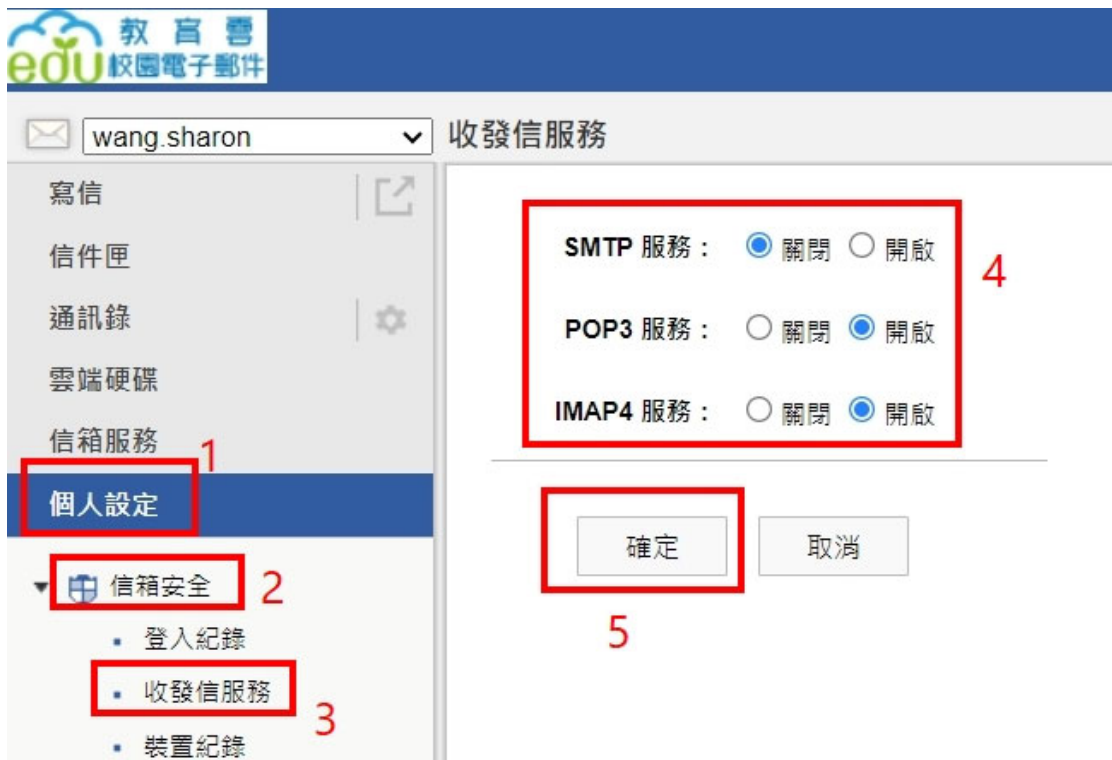 教育雲
edu校園電子郵件
wang.sharon
收發信服務
寫信
信件匣
通訊錄
雲端硬碟
信箱服務
1
個人設定
信箱安全
2
登入紀錄
收發信服務
3
裝置紀錄
SMTP 服務： 關閉 開啟
4
POP3 服務： 關閉 開啟
IMAP4 服務： 關閉 開啟
確定 取消
5